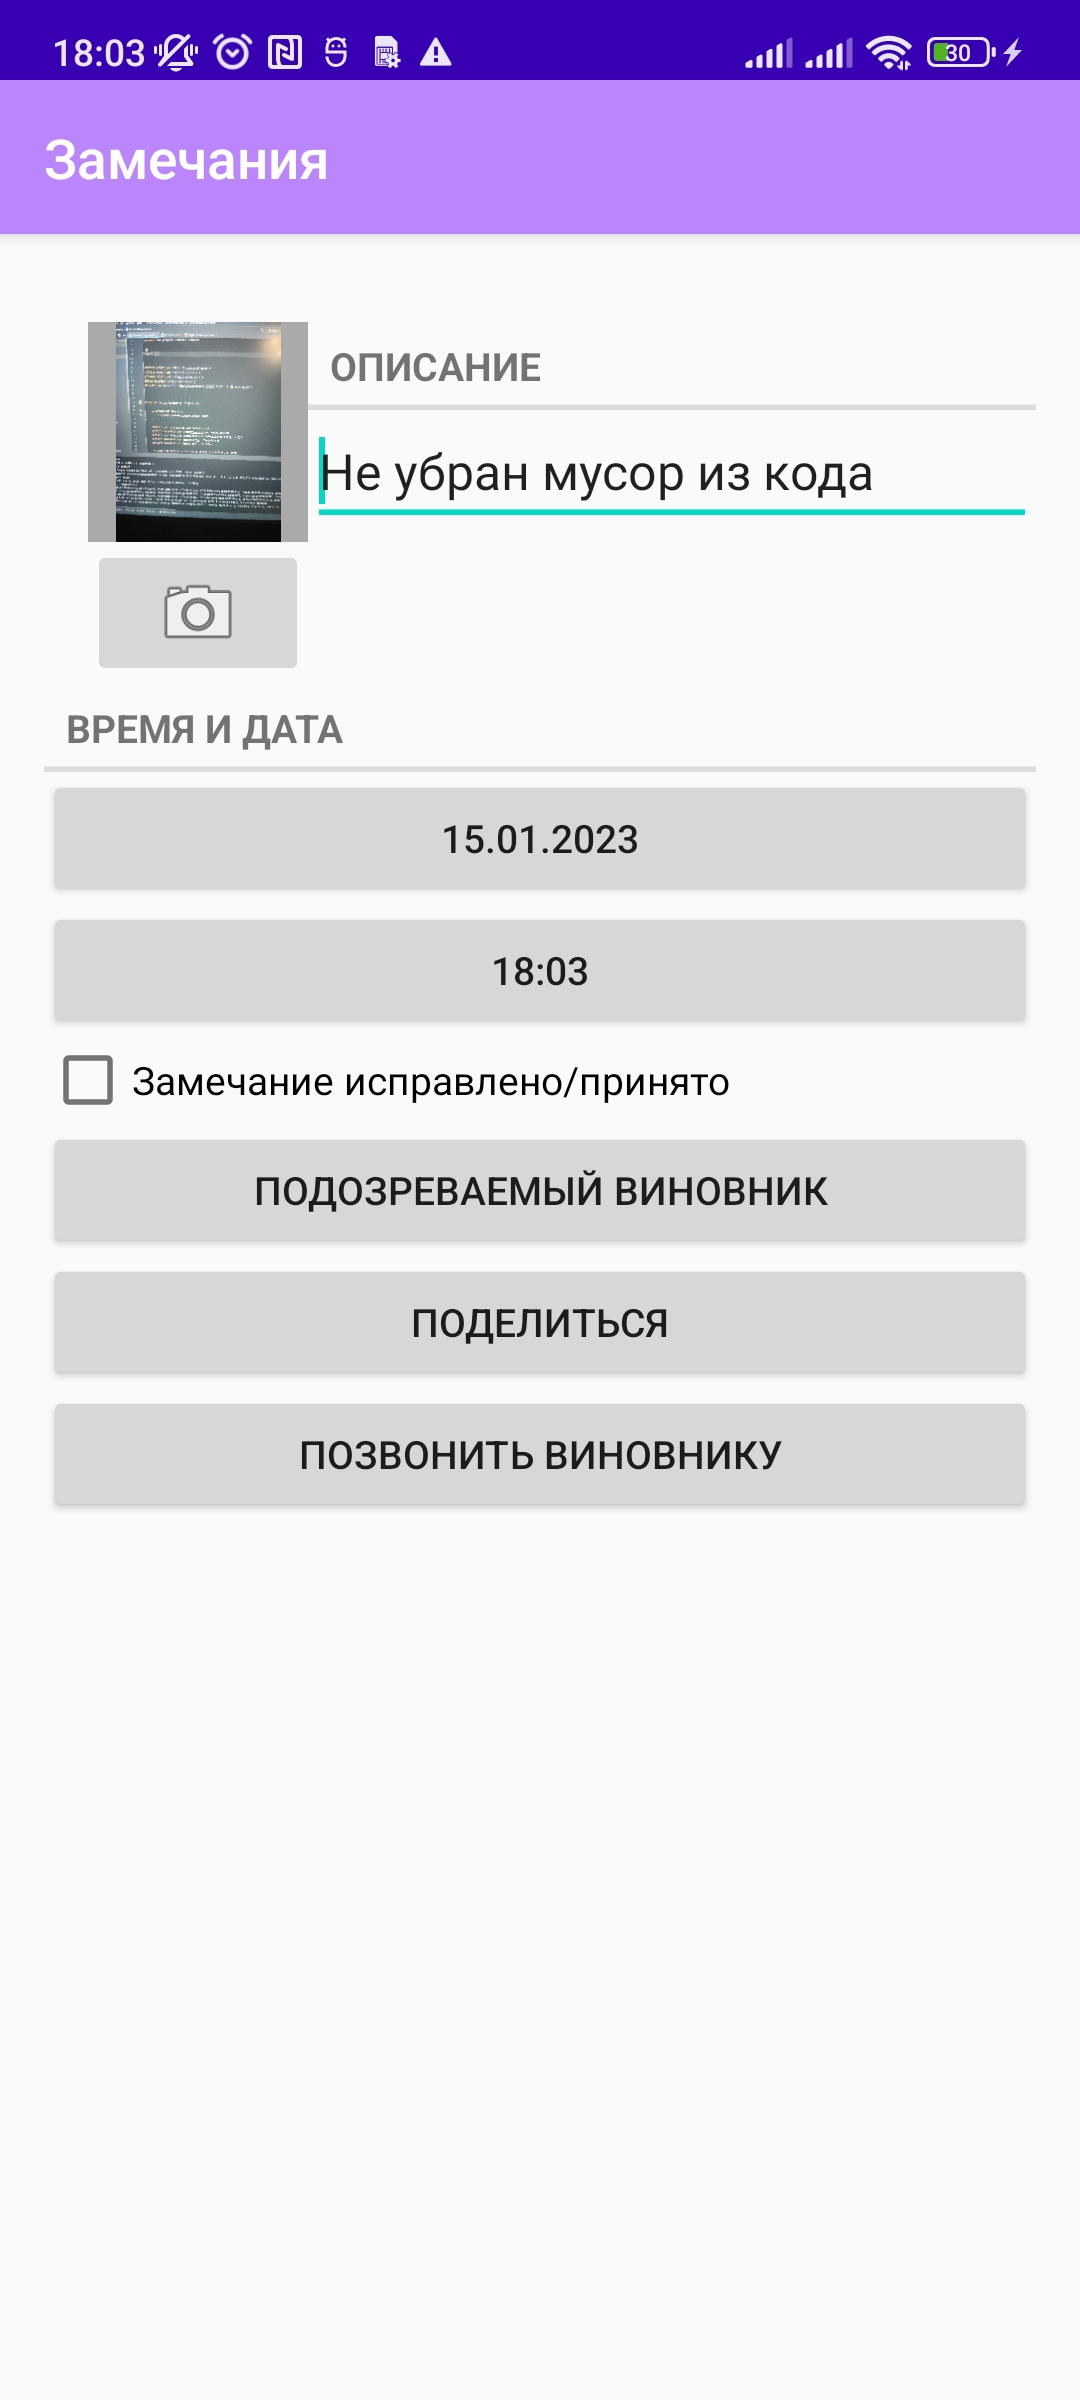 18:03
30
Замечания
ОПИСАНИЕ
Не убран мусор из кода
ВРЕМЯ И ДАТА
15.01.2023
18:03
Замечание исправлено/принято
ПОДОЗРЕВАЕМЫЙ ВИНОВНИК
ПОДЕЛИТЬСЯ
ПОЗВОНИТЬ ВИНОВНИКУ